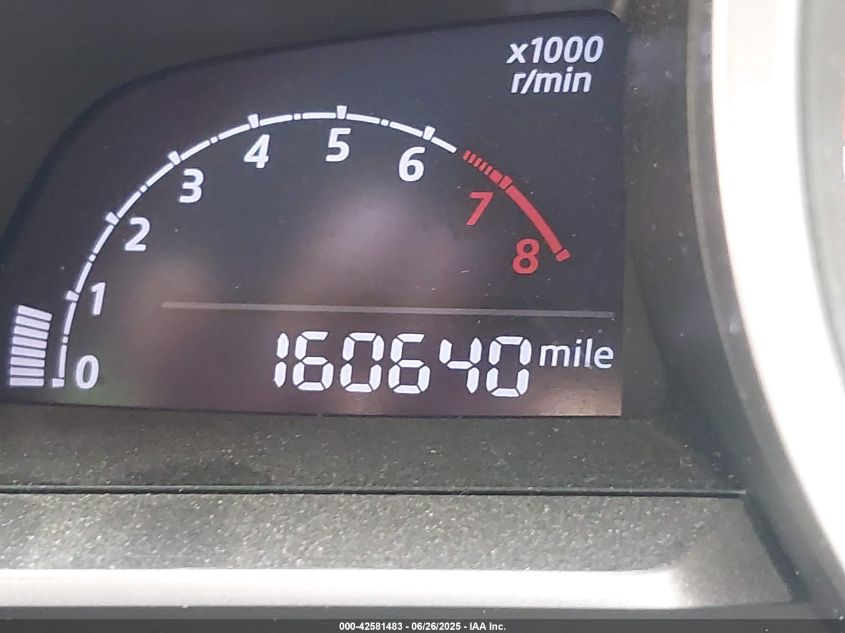 x1000
r/min
0 1 2 3 4 5 6 7 8
160640 mile
000-42581483 - 06/26/2025 - IAA Inc.